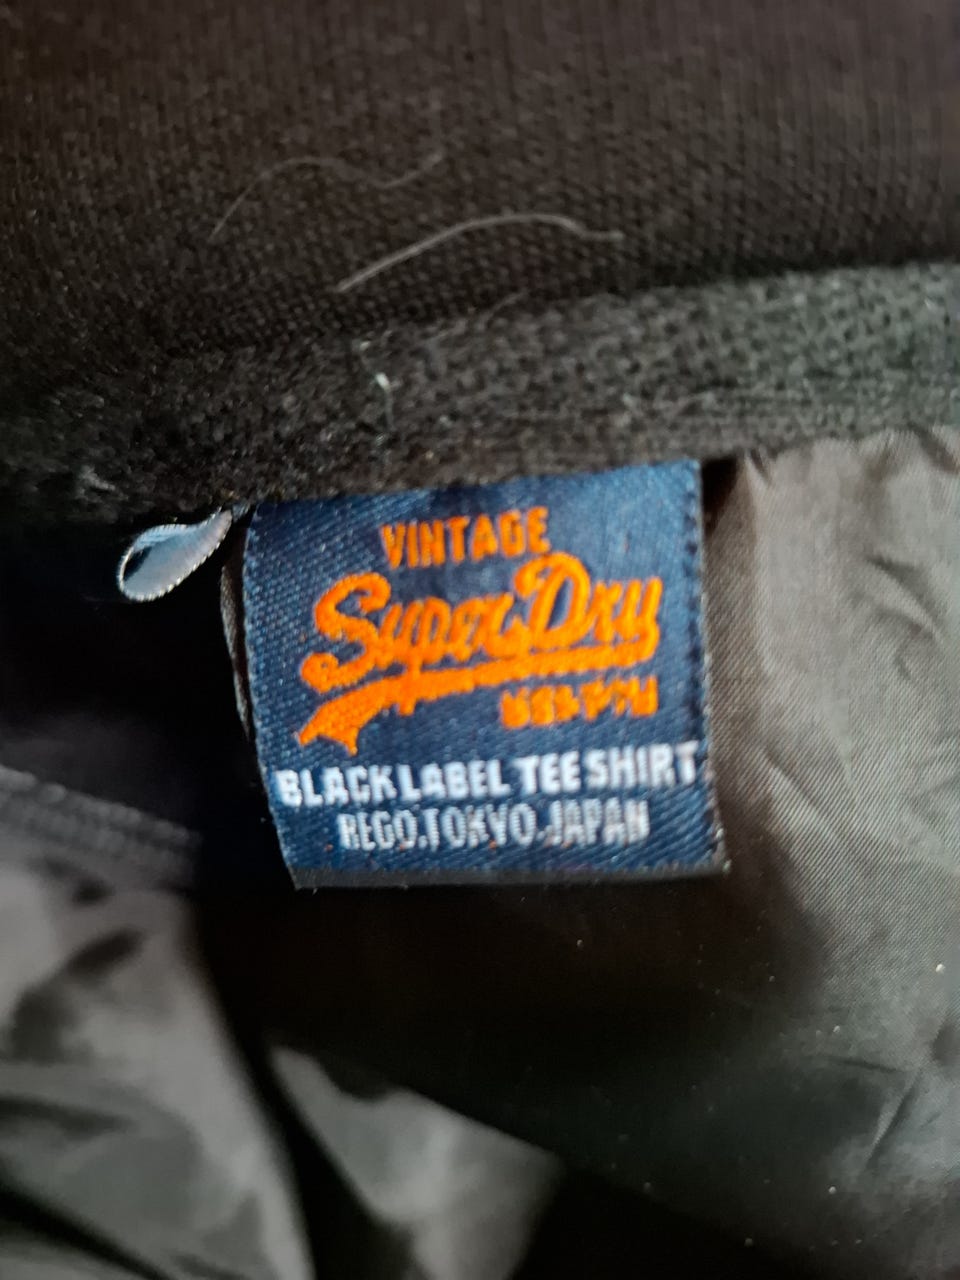 VINTAGE
SuperDry
BLACK LABEL TEE SHIRT
REGO.TOKYO.JAPAN